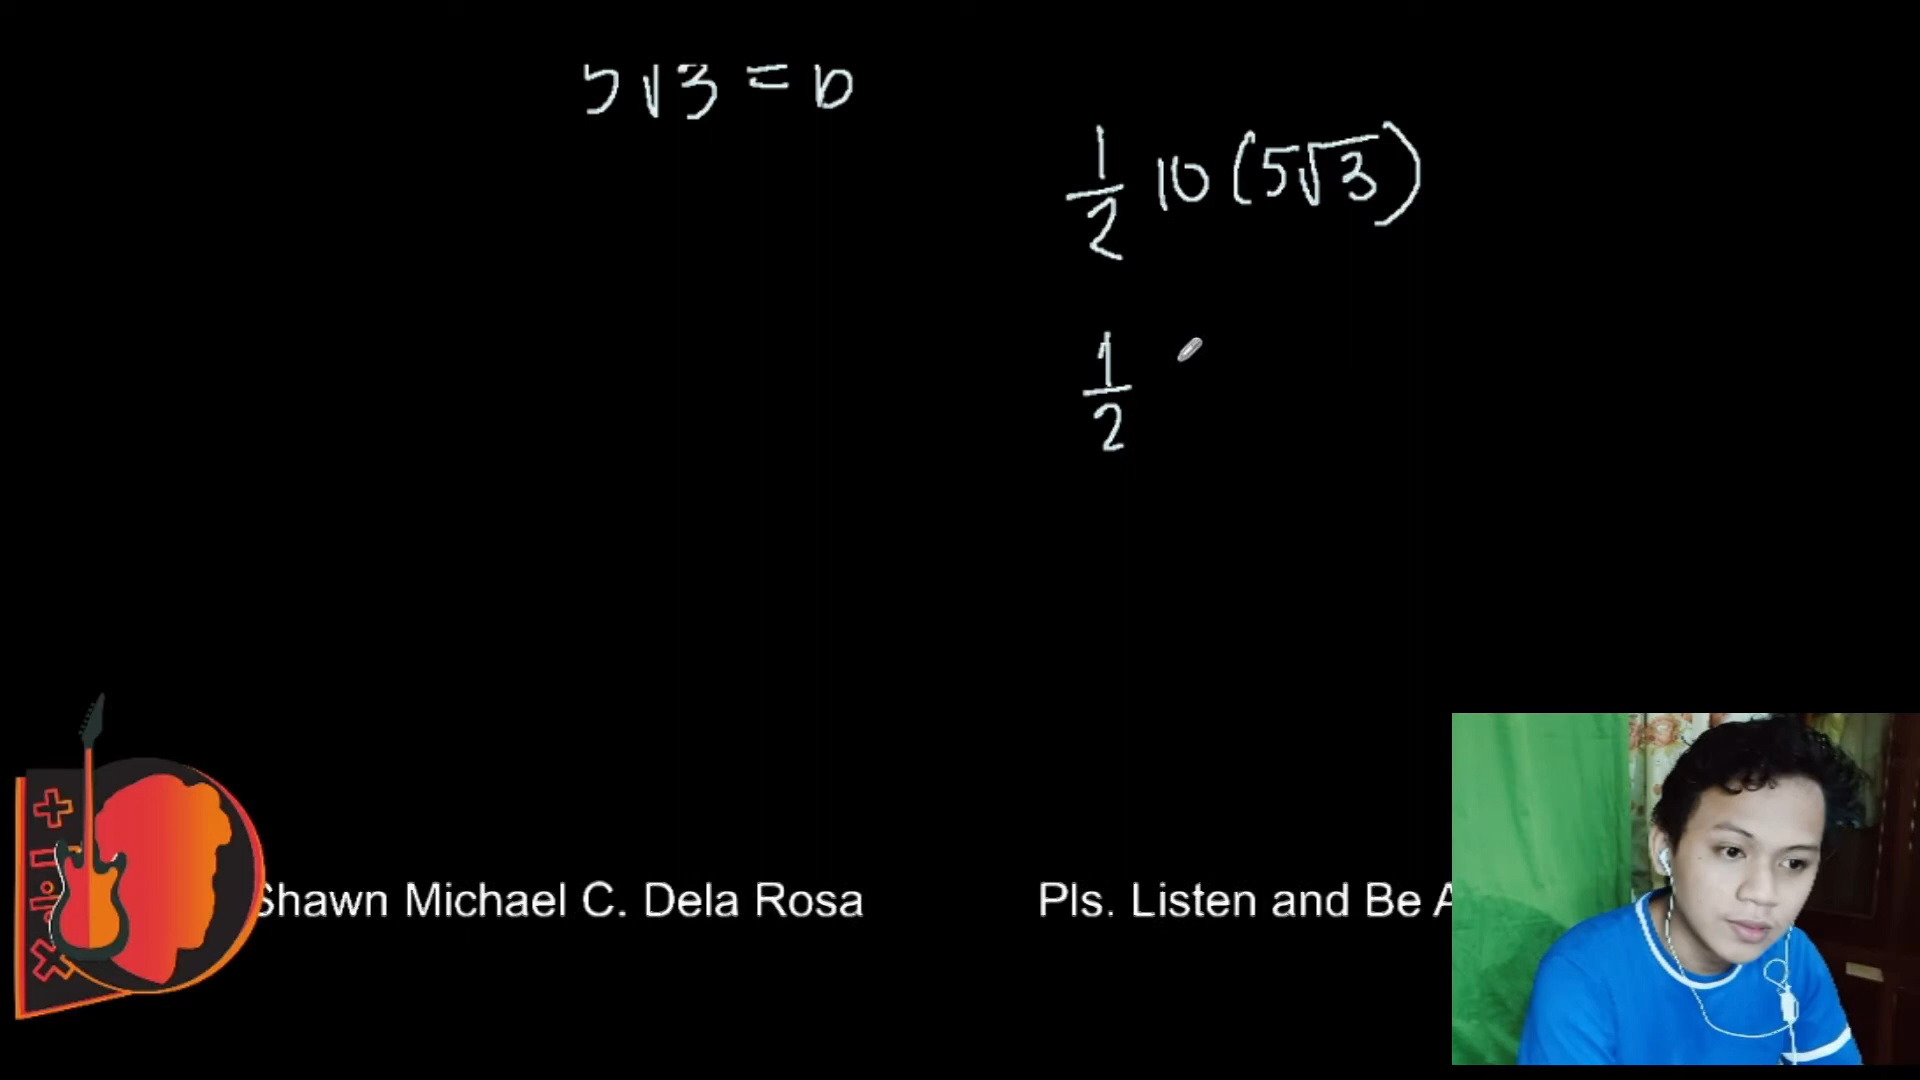 5√3 = b
1/2 10 (5√3)
1/2
+
−
÷
×
Shawn Michael C. Dela Rosa
Pls. Listen and Be A